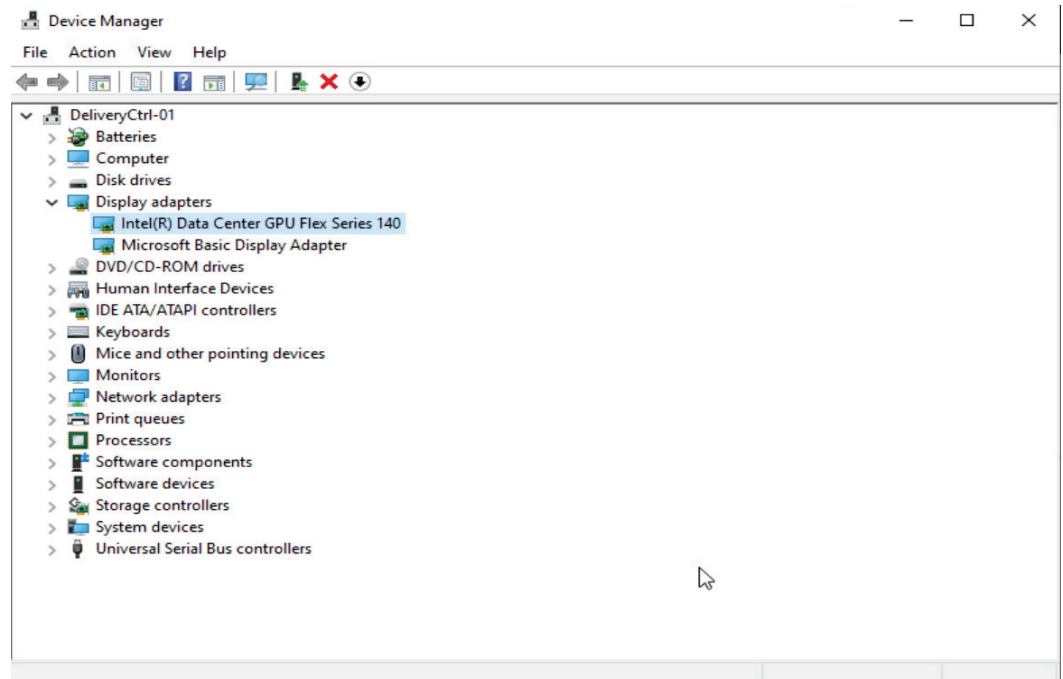 Device Manager
File Action View Help
DeliveryCtrl-01
Batteries
Computer
Disk drives
Display adapters
Intel(R) Data Center GPU Flex Series 140
Microsoft Basic Display Adapter
DVD/CD-ROM drives
Human Interface Devices
IDE ATA/ATAPI controllers
Keyboards
Mice and other pointing devices
Monitors
Network adapters
Print queues
Processors
Software components
Software devices
Storage controllers
System devices
Universal Serial Bus controllers